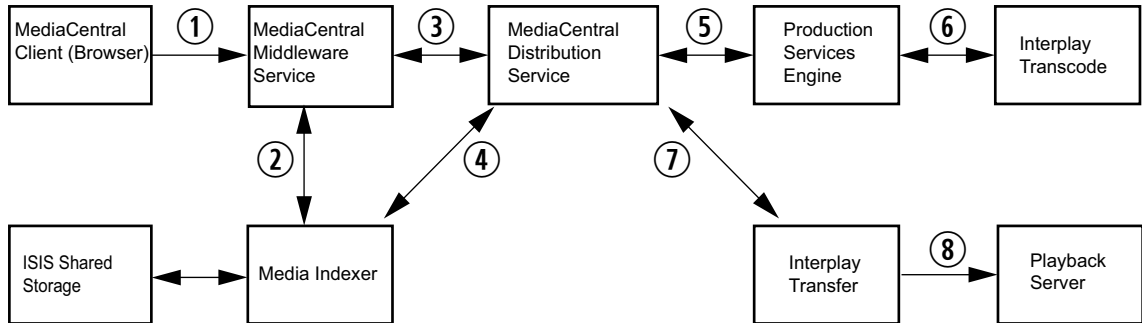 MediaCentral
Client (Browser)
①
MediaCentral
Middleware
Service
③
MediaCentral
Distribution
Service
⑤
Production
Services
Engine
⑥
Interplay
Transcode
②
④
⑦
ISIS Shared
Storage
Media Indexer
Interplay
Transfer
⑧
Playback
Server